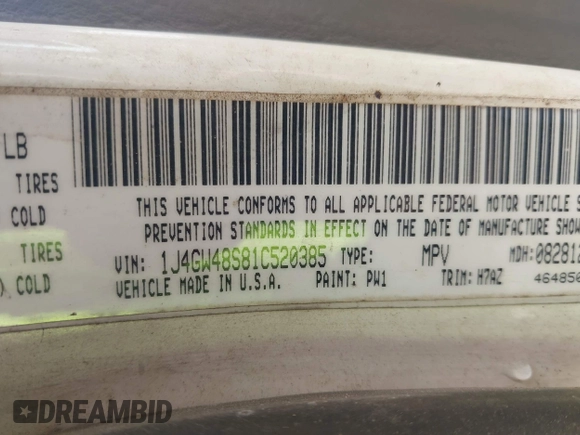 LB
TIRES
COLD
TIRES
COLD
THIS VEHICLE CONFORMS TO ALL APPLICABLE FEDERAL MOTOR VEHICLE S
PREVENTION STANDARDS IN EFFECT ON THE DATE OF MANUFACTURE SHOW
VIN: 1J4GW48S81C520385 TYPE: MPV MDH: 082812
VEHICLE MADE IN U.S.A. PAINT: PW1 TRIM: H7AZ 464856
DREAMBID